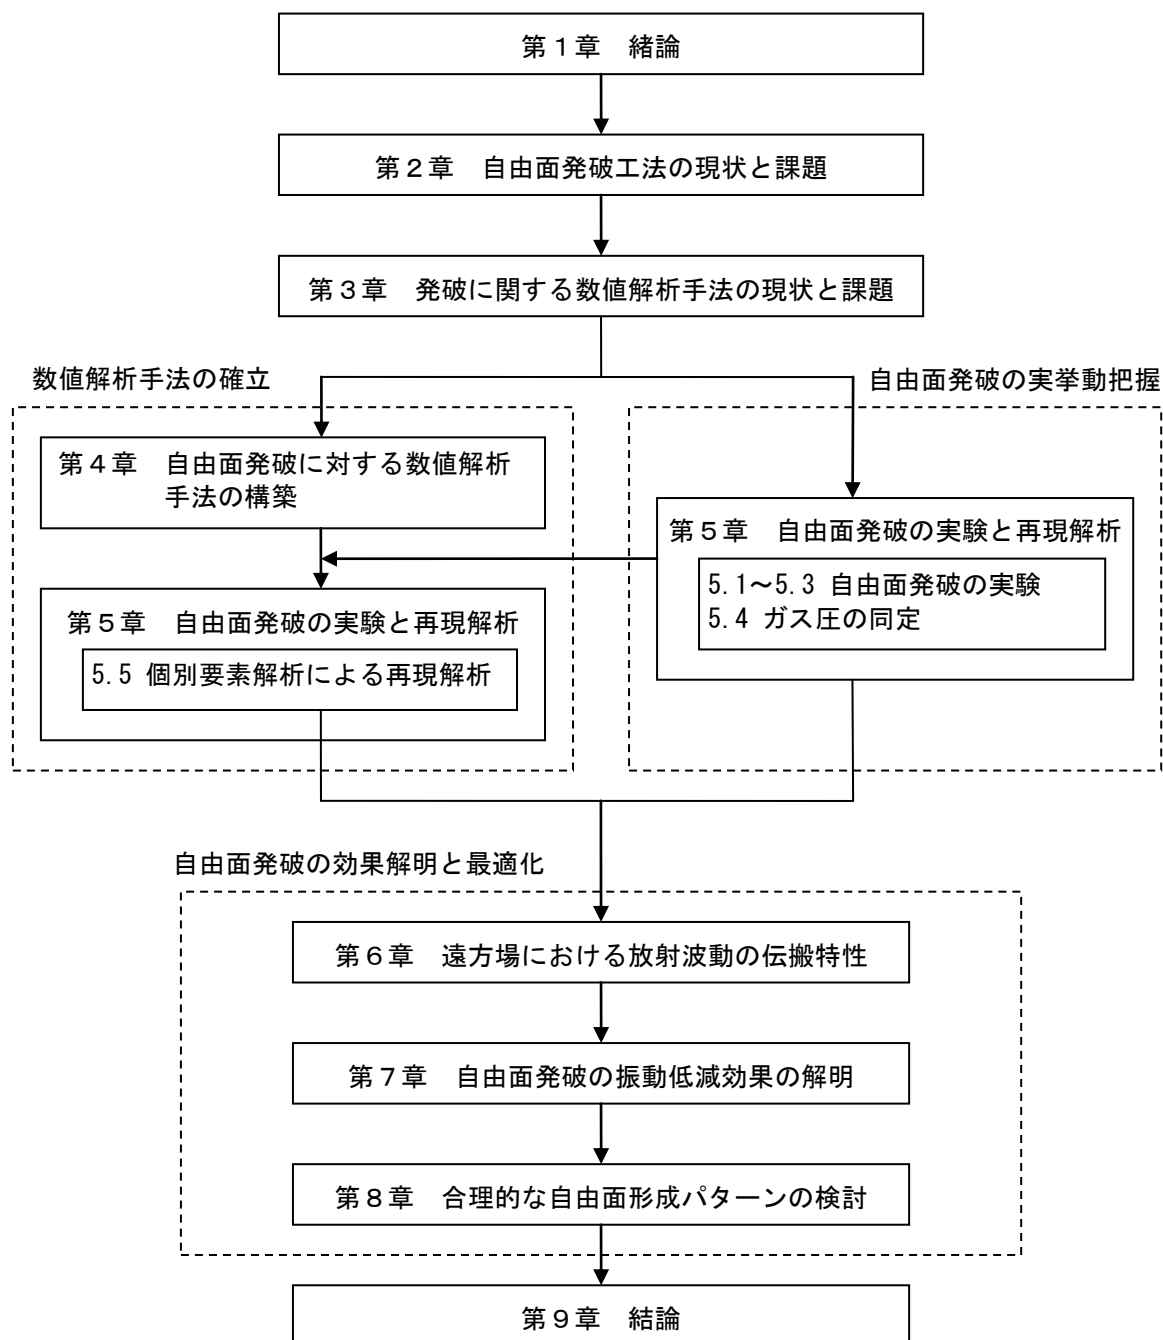 第１章　緒論
第２章　自由面発破工法の現状と課題
第３章　発破に関する数値解析手法の現状と課題
数値解析手法の確立
第４章　自由面発破に対する数値解析
手法の構築
第５章　自由面発破の実験と再現解析
5.5 個別要素解析による再現解析
自由面発破の実挙動把握
第５章　自由面発破の実験と再現解析
5.1～5.3 自由面発破の実験
5.4 ガス圧の同定
自由面発破の効果解明と最適化
第６章　遠方場における放射波動の伝搬特性
第７章　自由面発破の振動低減効果の解明
第８章　合理的な自由面形成パターンの検討
第９章　結論